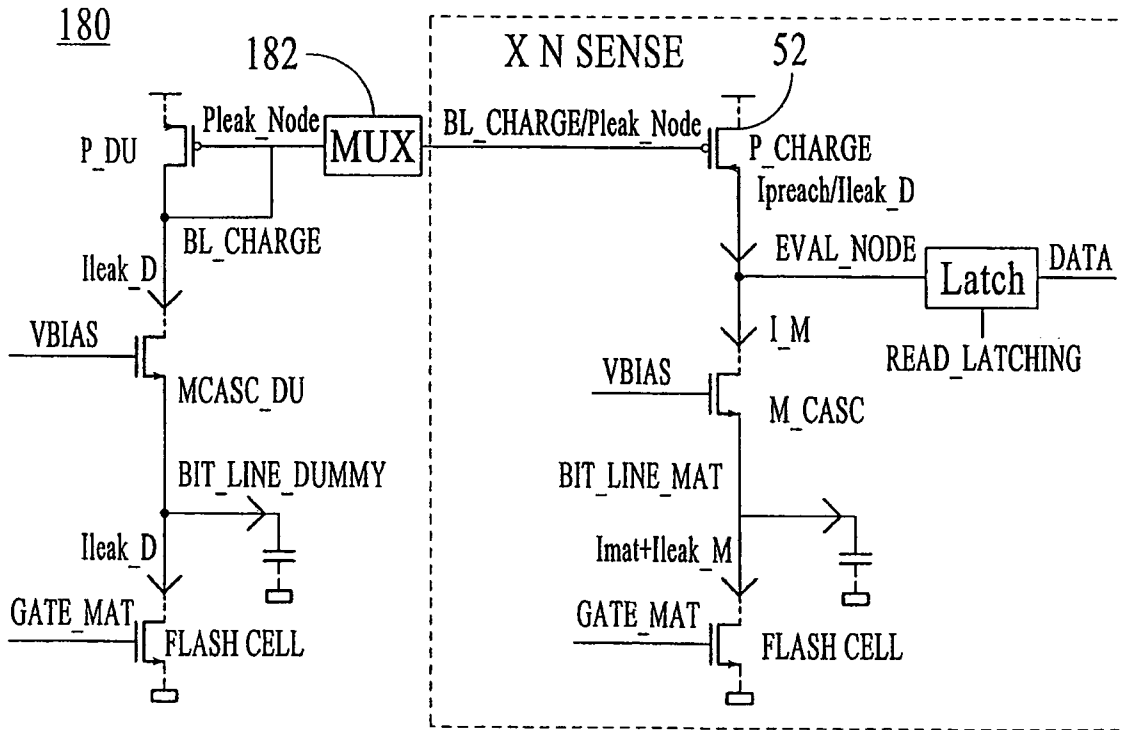 180
182
X N SENSE
52
P_DU
Pleak_Node
MUX
BL_CHARGE/Pleak_Node
P_CHARGE
Ipreach/Ileak_D
BL_CHARGE
Ileak_D
EVAL_NODE
Latch
DATA
READ_LATCHING
I_M
VBIAS
MCASC_DU
VBIAS
M_CASC
BIT_LINE_DUMMY
BIT_LINE_MAT
Ileak_D
Imat+Ileak_M
GATE_MAT
FLASH CELL
GATE_MAT
FLASH CELL